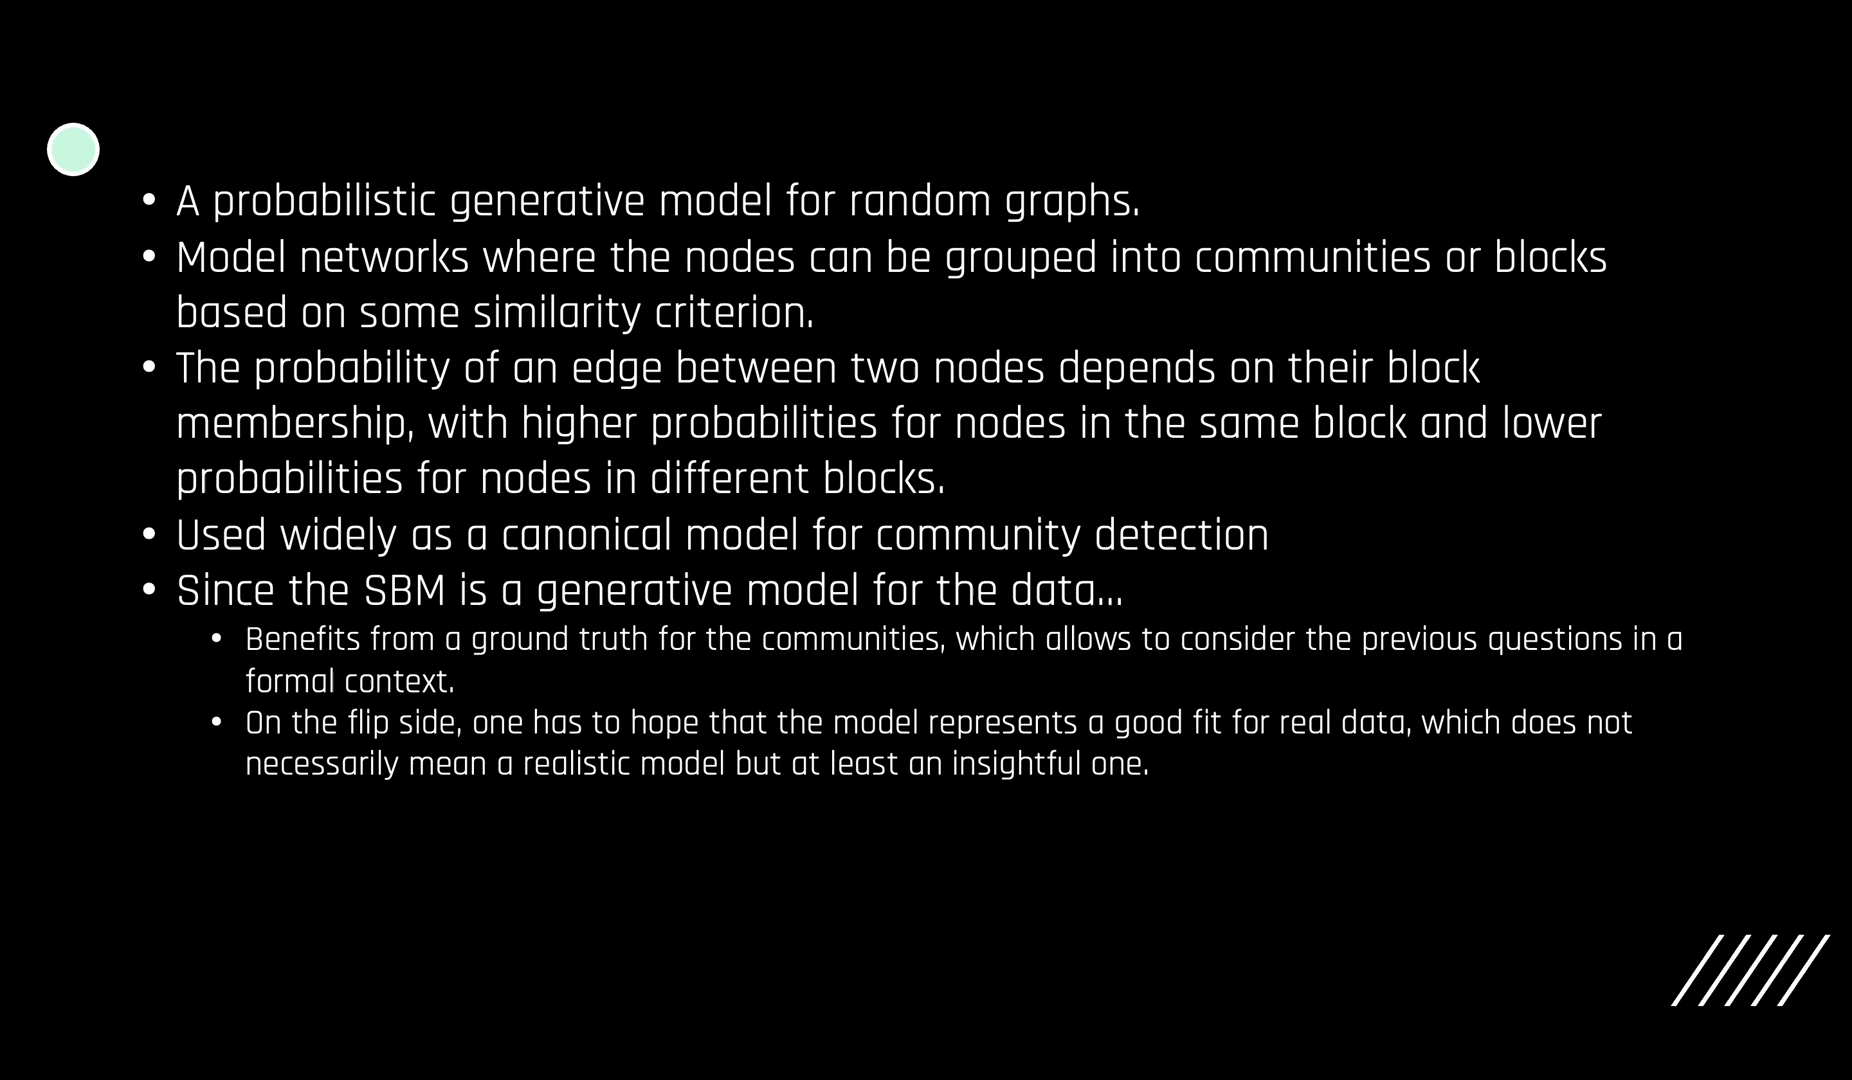 • A probabilistic generative model for random graphs.
• Model networks where the nodes can be grouped into communities or blocks
based on some similarity criterion.
• The probability of an edge between two nodes depends on their block
membership, with higher probabilities for nodes in the same block and lower
probabilities for nodes in different blocks.
• Used widely as a canonical model for community detection
• Since the SBM is a generative model for the data...
• Benefits from a ground truth for the communities, which allows to consider the previous questions in a
formal context.
• On the flip side, one has to hope that the model represents a good fit for real data, which does not
necessarily mean a realistic model but at least an insightful one.